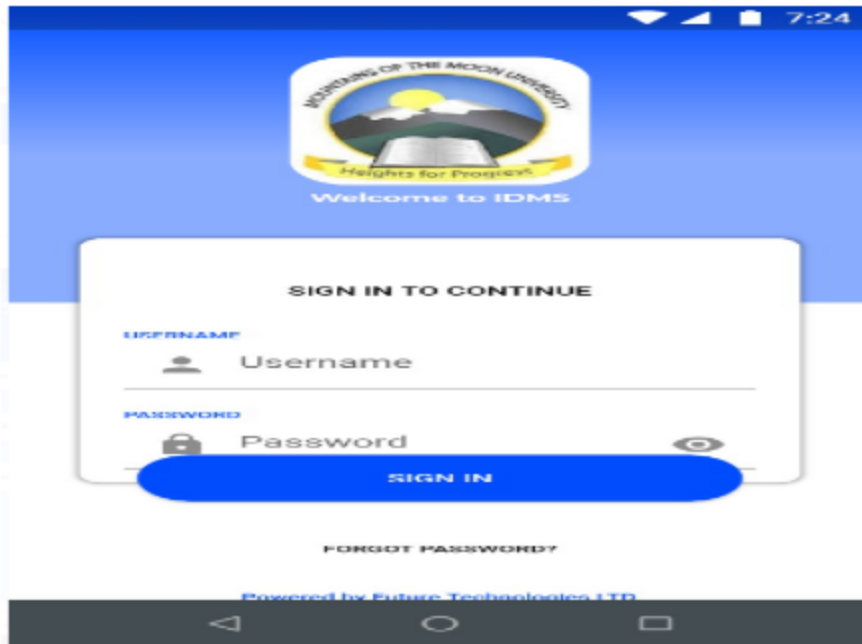 7:24
MOUNTAINS OF THE MOON UNIVERSITY
Heights for Progress
Welcome to IDMS
SIGN IN TO CONTINUE
USERNAME
Username
PASSWORD
Password
SIGN IN
FORGOT PASSWORD?
Powered by Future Technologies LTD